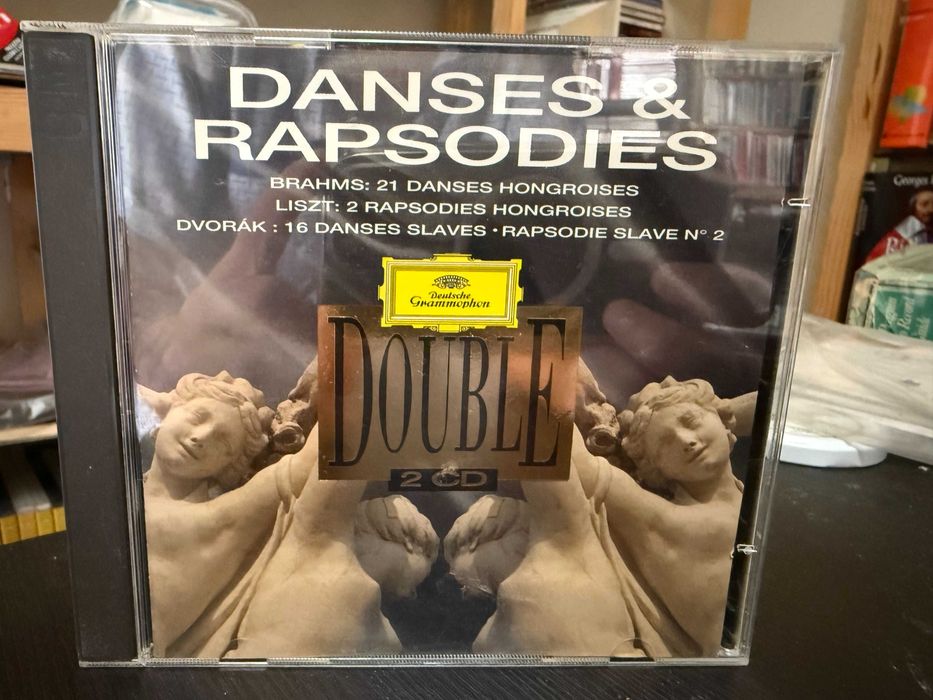 DANSES &
RAPSODIES
BRAHMS: 21 DANSES HONGROISES
LISZT: 2 RAPSODIES HONGROISES
DVORÁK : 16 DANSES SLAVES • RAPSODIE SLAVE N° 2
Deutsche
Grammophon
DOUBLE
2 CD
Georges